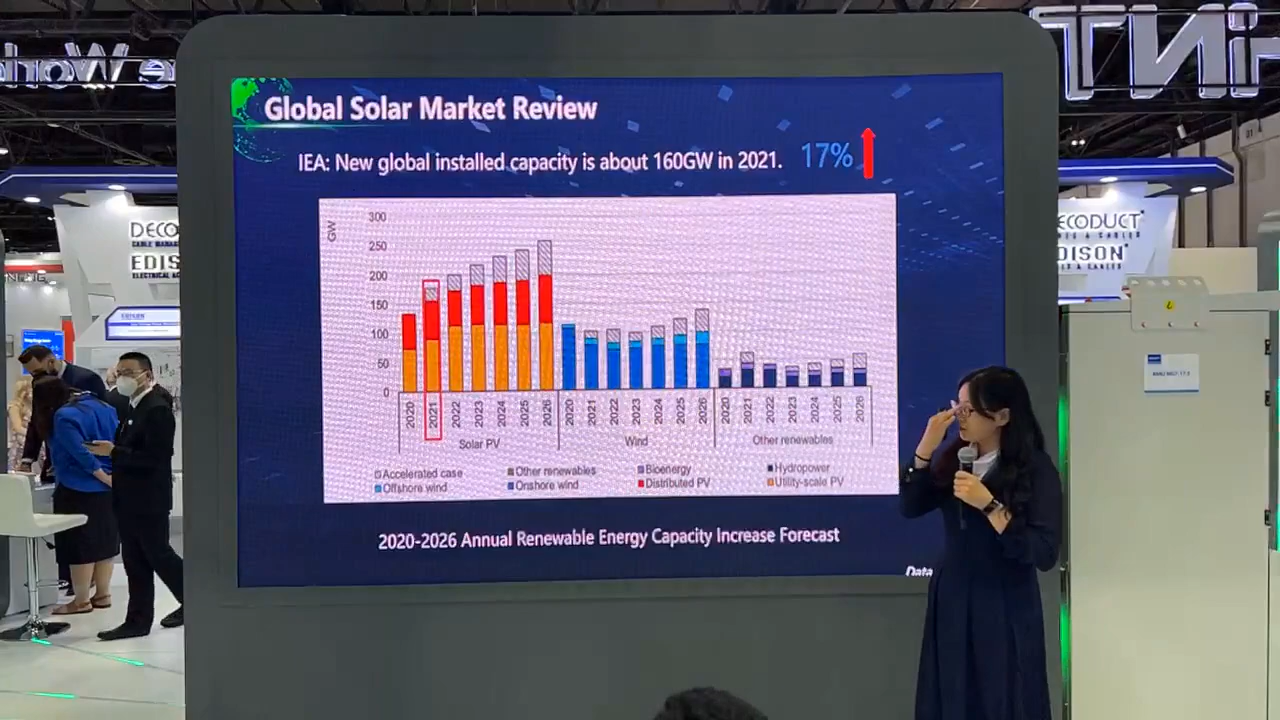 Global Solar Market Review
IEA: New global installed capacity is about 160GW in 2021. 17%
GW
300
250
200
150
100
50
0
2020 2021 2022 2023 2024 2025 2026 2020 2021 2022 2023 2024 2025 2026 2020 2021 2022 2023 2024 2025 2026
Solar PV Wind Other renewables
Accelerated case Other renewables Bioenergy Hydropower
Offshore wind Onshore wind Distributed PV Utility-scale PV
2020-2026 Annual Renewable Energy Capacity Increase Forecast
Data
DECO
EDIS
ECODUCT
DISON